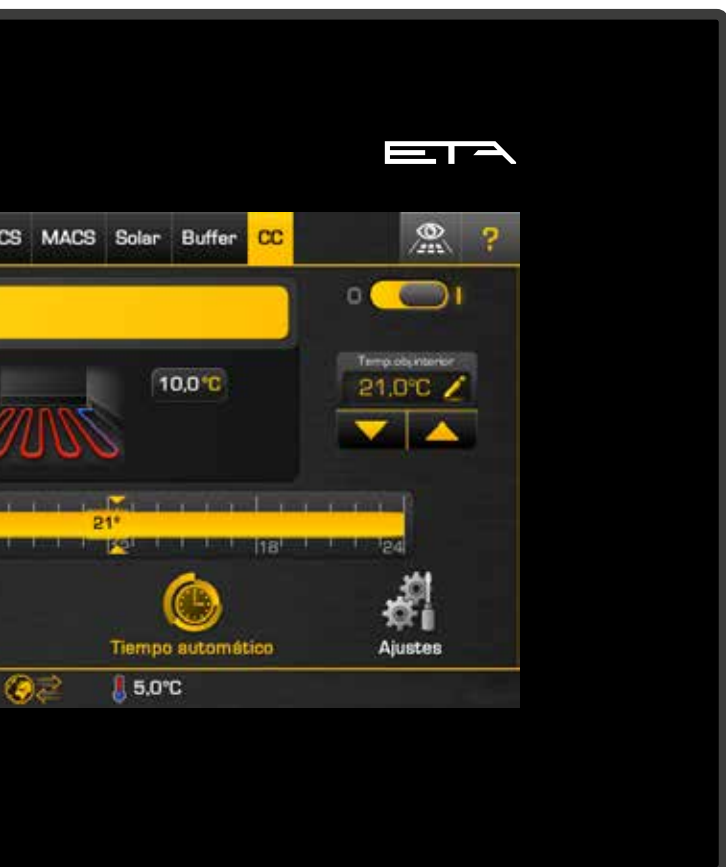 ETA
CS MACS Solar Buffer CC ?
O I
10,0°C
Temp.obj.interior
21,0°C
21°
18 24
Tiempo automático Ajustes
5,0°C